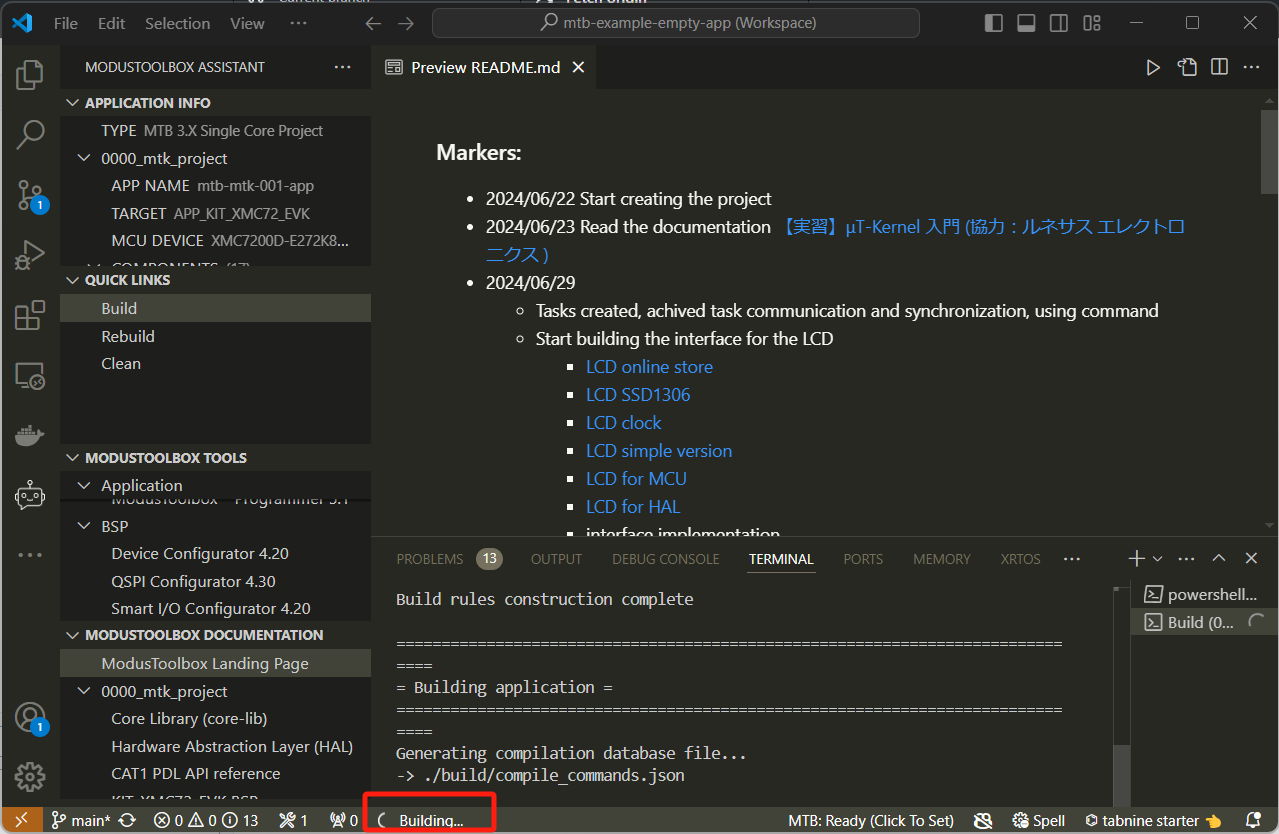 File Edit Selection View ··· mtb-example-empty-app (Workspace)
MODUSTOOLBOX ASSISTANT
APPLICATION INFO
TYPE MTB 3.X Single Core Project
0000_mtk_project
APP NAME mtb-mtk-001-app
TARGET APP_KIT_XMC72_EVK
MCU DEVICE XMC7200D-E272K8...
COMPONENTS (17)
QUICK LINKS
Build
Rebuild
Clean
MODUSTOOLBOX TOOLS
Application
BSP
Device Configurator 4.20
QSPI Configurator 4.30
Smart I/O Configurator 4.20
MODUSTOOLBOX DOCUMENTATION
ModusToolbox Landing Page
0000_mtk_project
Core Library (core-lib)
Hardware Abstraction Layer (HAL)
CAT1 PDL API reference
KIT_XMC72_EVK BSP
1
1
Preview README.md
Markers:
2024/06/22 Start creating the project
2024/06/23 Read the documentation 【実習】μT-Kernel 入門 (協力：ルネサス エレクトロ
ニクス )
2024/06/29
Tasks created, achived task communication and synchronization, using command
Start building the interface for the LCD
LCD online store
LCD SSD1306
LCD clock
LCD simple version
LCD for MCU
LCD for HAL
interface implementation
PROBLEMS 13 OUTPUT DEBUG CONSOLE TERMINAL PORTS MEMORY XRTOS ···
Build rules construction complete
==========================================================================
====
= Building application =
==========================================================================
====
Generating compilation database file...
-> ./build/compile_commands.json
powershell...
Build (0...
main* 0 0 13 1 0 Building... MTB: Ready (Click To Set) Spell tabnine starter